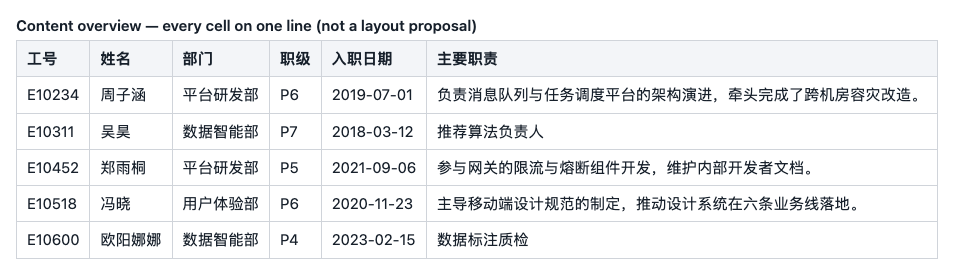 Content overview — every cell on one line (not a layout proposal)
工号 姓名 部门 职级 入职日期 主要职责
E10234 周子涵 平台研发部 P6 2019-07-01 负责消息队列与任务调度平台的架构演进，牵头完成了跨机房容灾改造。
E10311 吴昊 数据智能部 P7 2018-03-12 推荐算法负责人
E10452 郑雨桐 平台研发部 P5 2021-09-06 参与网关的限流与熔断组件开发，维护内部开发者文档。
E10518 冯晓 用户体验部 P6 2020-11-23 主导移动端设计规范的制定，推动设计系统在六条业务线落地。
E10600 欧阳娜娜 数据智能部 P4 2023-02-15 数据标注质检